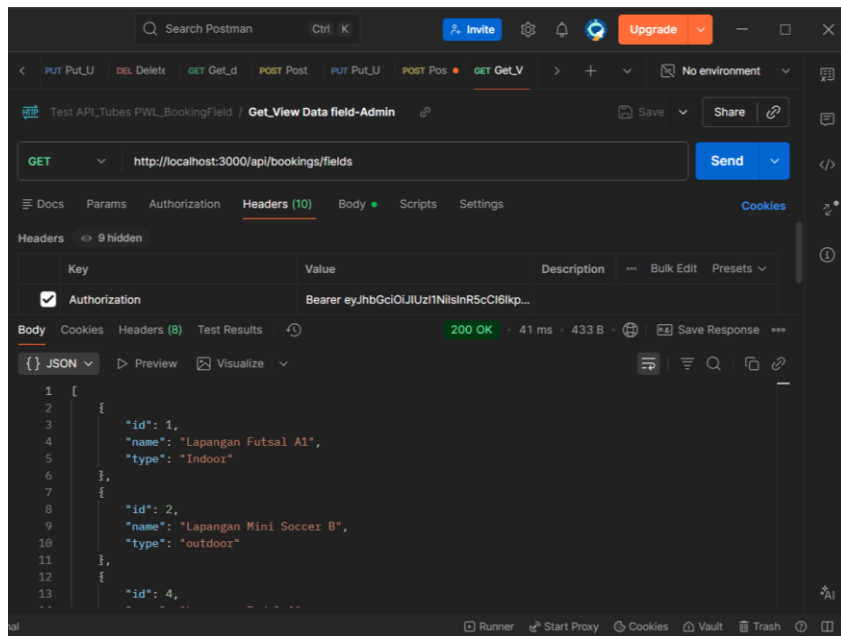 Search Postman Ctrl K Invite Upgrade
PUT Put_U DEL Delete GET Get_d POST Post PUT Put_U POST Pos GET Get_V No environment
HTTP Test API_Tubes PWL_BookingField / Get_View Data field-Admin Save Share
GET http://localhost:3000/api/bookings/fields Send
Docs Params Authorization Headers (10) Body Scripts Settings Cookies
Headers 9 hidden
Key Value Description Bulk Edit Presets
Authorization Bearer eyJhbGciOiJIUzI1NiIsInR5cCI6Ikp...
Body Cookies Headers (8) Test Results 200 OK • 41 ms • 433 B • Save Response
{ } JSON Preview Visualize
1 [
2 {
3 "id": 1,
4 "name": "Lapangan Futsal A1",
5 "type": "Indoor"
6 },
7 {
8 "id": 2,
9 "name": "Lapangan Mini Soccer B",
10 "type": "outdoor"
11 },
12 {
13 "id": 4,
AI
nal Runner Start Proxy Cookies Vault Trash